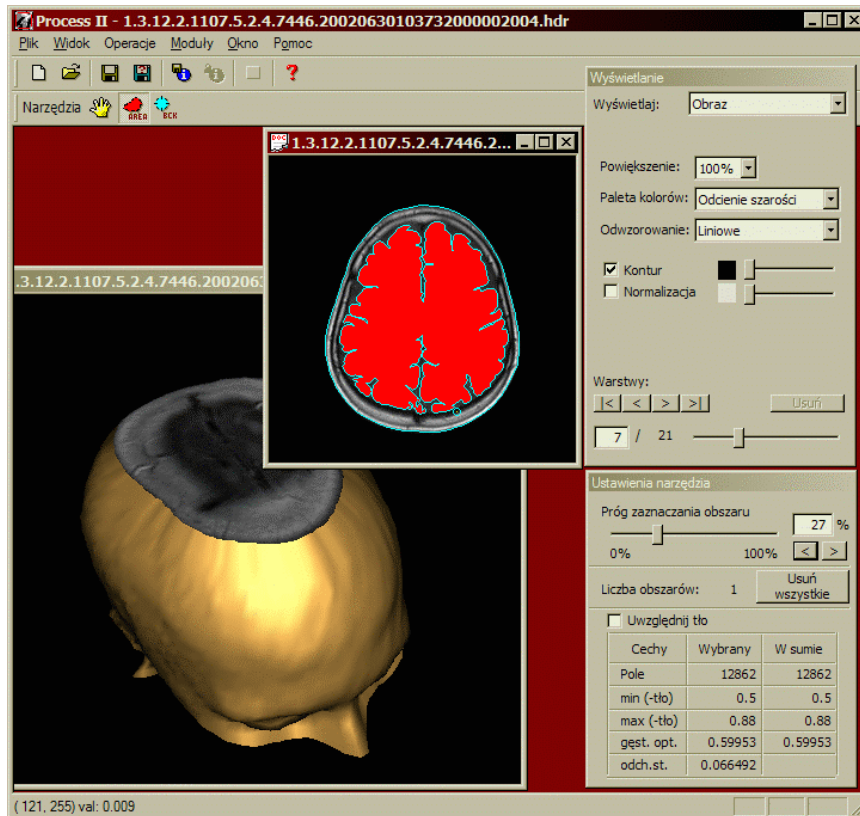 Process II - 1.3.12.2.1107.5.2.4.7446.20020630103732000002004.hdr
Plik Widok Operacje Moduły Okno Pomoc
Narzędzia AREA BCK
Wyświetlanie
Wyświetlaj: Obraz
DOC 1.3.12.2.1107.5.2.4.7446.2...
Powiększenie: 100%
Paleta kolorów: Odcienie szarości
Odwzorowanie: Liniowe
Kontur
Normalizacja
.3.12.2.1107.5.2.4.7446.200206
Warstwy:
|< < > >| Usuń
7 / 21
Ustawienia narzędzia
Próg zaznaczania obszaru
27 %
0% 100% < >
Liczba obszarów: 1 Usuń wszystkie
Uwzględnij tło
Cechy Wybrany W sumie
Pole 12862 12862
min (-tło) 0.5 0.5
max (-tło) 0.88 0.88
gęst. opt. 0.59953 0.59953
odch.st. 0.066492
( 121, 255) val: 0.009